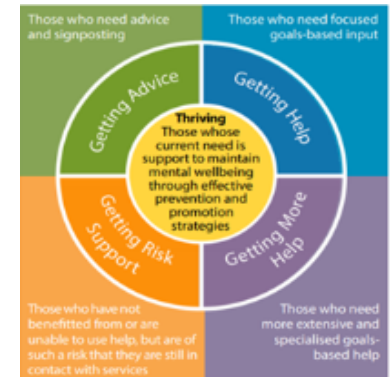 Those who need advice
and signposting
Those who need focused
goals-based input
Getting Advice
Getting Help
Thriving
Those whose
current need is
support to maintain
mental wellbeing
through effective
prevention and
promotion
strategies
Getting Risk
Support
Getting More
Help
Those who have not
benefitted from or are
unable to use help, but are of
such a risk that they are still in
contact with services
Those who need
more extensive and
specialised goals-
based help